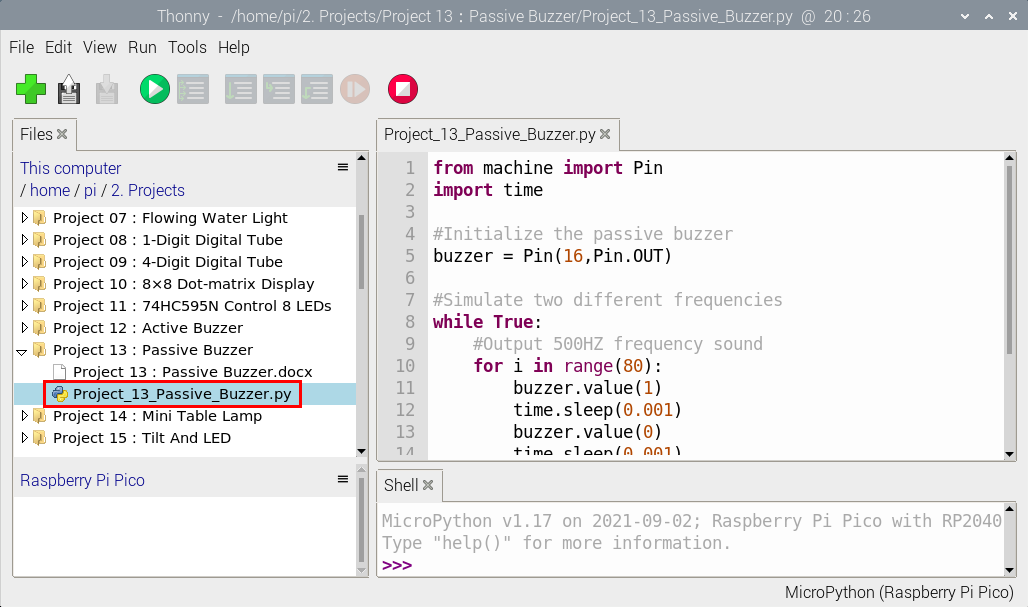 Thonny - /home/pi/2. Projects/Project 13 : Passive Buzzer/Project_13_Passive_Buzzer.py @ 20 : 26
File Edit View Run Tools Help
Files
This computer
/ home / pi / 2. Projects
Project 07 : Flowing Water Light
Project 08 : 1-Digit Digital Tube
Project 09 : 4-Digit Digital Tube
Project 10 : 8×8 Dot-matrix Display
Project 11 : 74HC595N Control 8 LEDs
Project 12 : Active Buzzer
Project 13 : Passive Buzzer
Project 13 : Passive Buzzer.docx
Project_13_Passive_Buzzer.py
Project 14 : Mini Table Lamp
Project 15 : Tilt And LED
Raspberry Pi Pico
Project_13_Passive_Buzzer.py
1 from machine import Pin
2 import time
3
4 #Initialize the passive buzzer
5 buzzer = Pin(16,Pin.OUT)
6
7 #Simulate two different frequencies
8 while True:
9 #Output 500HZ frequency sound
10 for i in range(80):
11 buzzer.value(1)
12 time.sleep(0.001)
13 buzzer.value(0)
14 time.sleep(0.001)
Shell
MicroPython v1.17 on 2021-09-02; Raspberry Pi Pico with RP2040
Type "help()" for more information.
>>>
MicroPython (Raspberry Pi Pico)